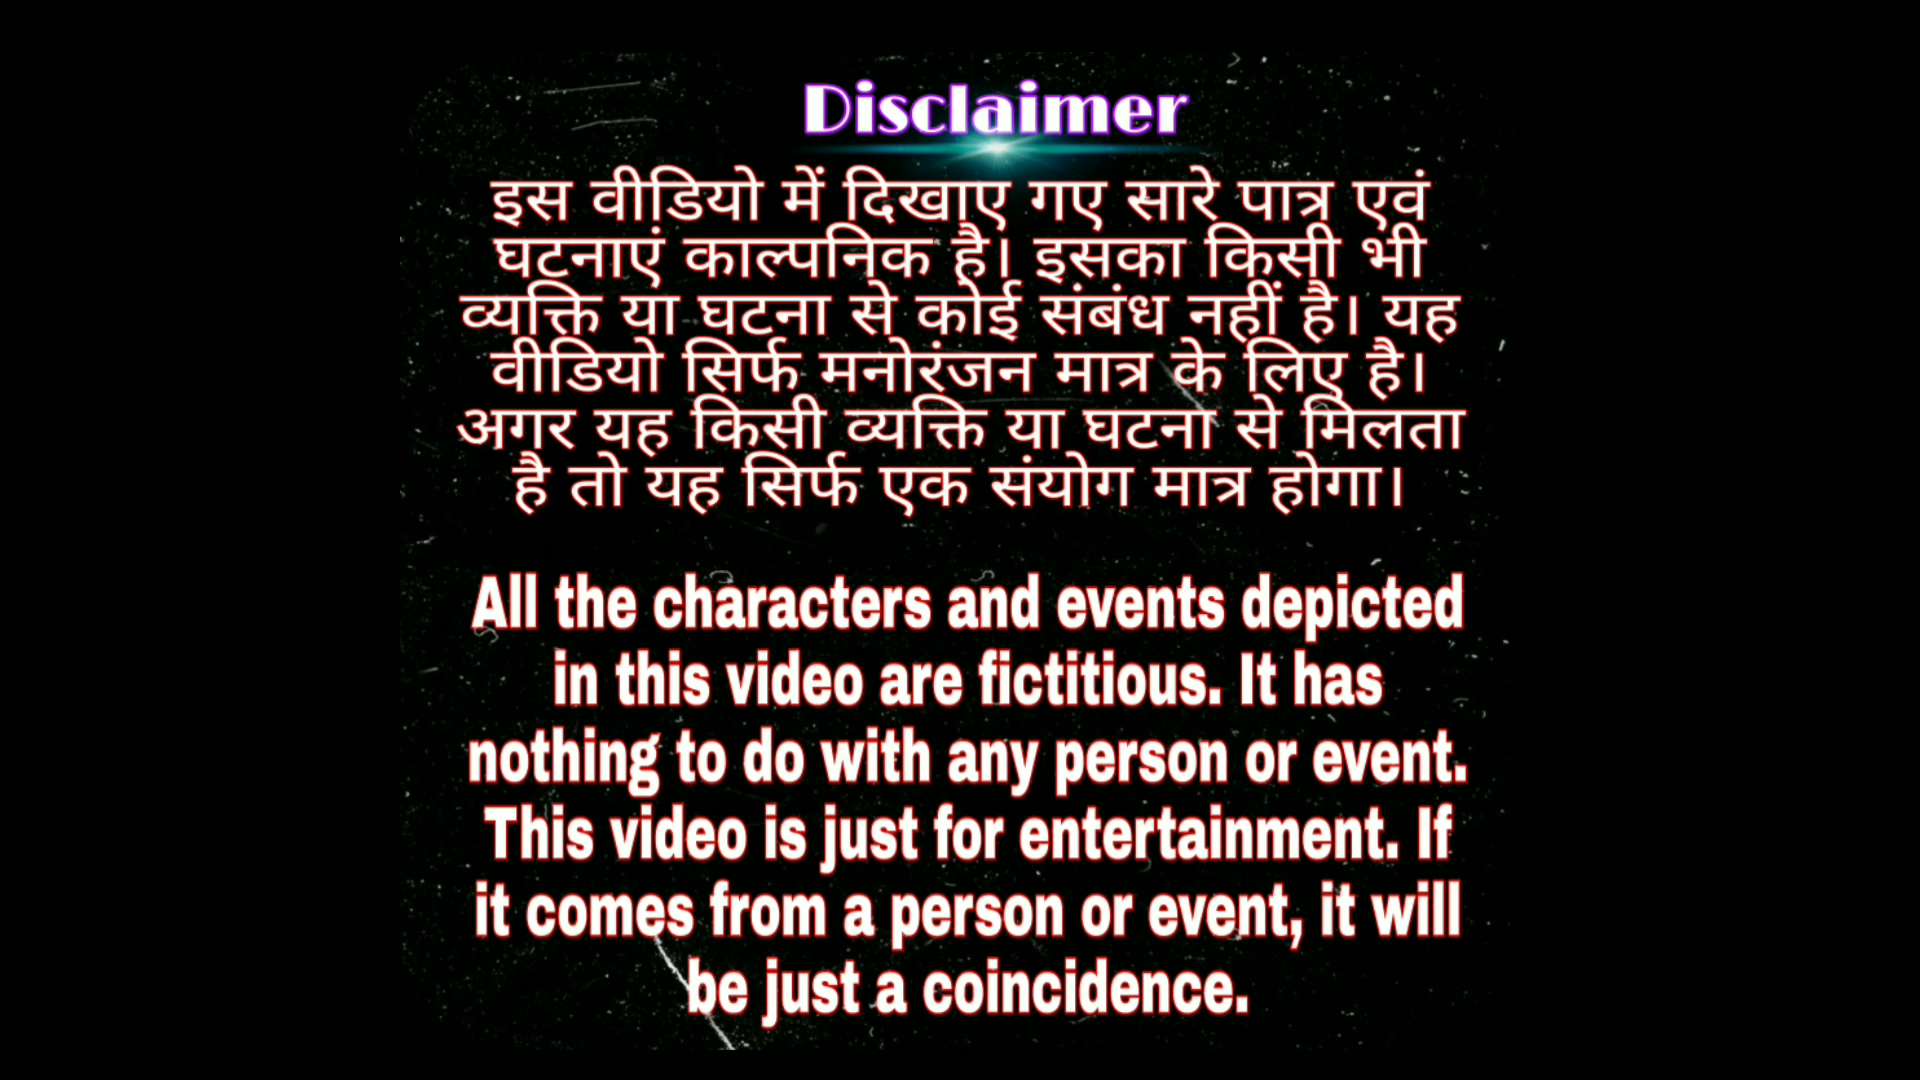 Disclaimer
इस वीडियो में दिखाए गए सारे पात्र एवं
घटनाएं काल्पनिक है। इसका किसी भी
व्यक्ति या घटना से कोई संबंध नहीं है। यह
वीडियो सिर्फ मनोरंजन मात्र के लिए है।
अगर यह किसी व्यक्ति या घटना से मिलता
है तो यह सिर्फ एक संयोग मात्र होगा।
All the characters and events depicted
in this video are fictitious. It has
nothing to do with any person or event.
This video is just for entertainment. If
it comes from a person or event, it will
be just a coincidence.